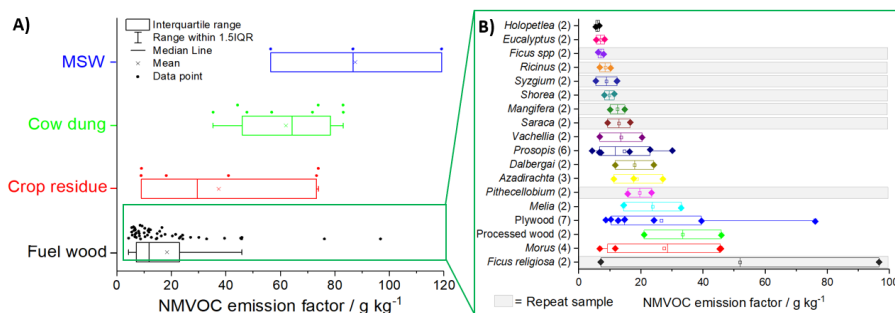 A)
Interquartile range
Range within 1.5IQR
Median Line
Mean
Data point
MSW
Cow dung
Crop residue
Fuel wood
0 20 40 60 80 100 120
NMVOC emission factor / g kg-1
B)
Holopetlea (2)
Eucalyptus (2)
Ficus spp (2)
Ricinus (2)
Syzgium (2)
Shorea (2)
Mangifera (2)
Saraca (2)
Vachellia (2)
Prosopis (6)
Dalbergai (2)
Azadirachta (3)
Pithecellobium (2)
Melia (2)
Plywood (7)
Processed wood (2)
Morus (4)
Ficus religiosa (2)
0 20 40 60 80 100
= Repeat sample
NMVOC emission factor / g kg-1